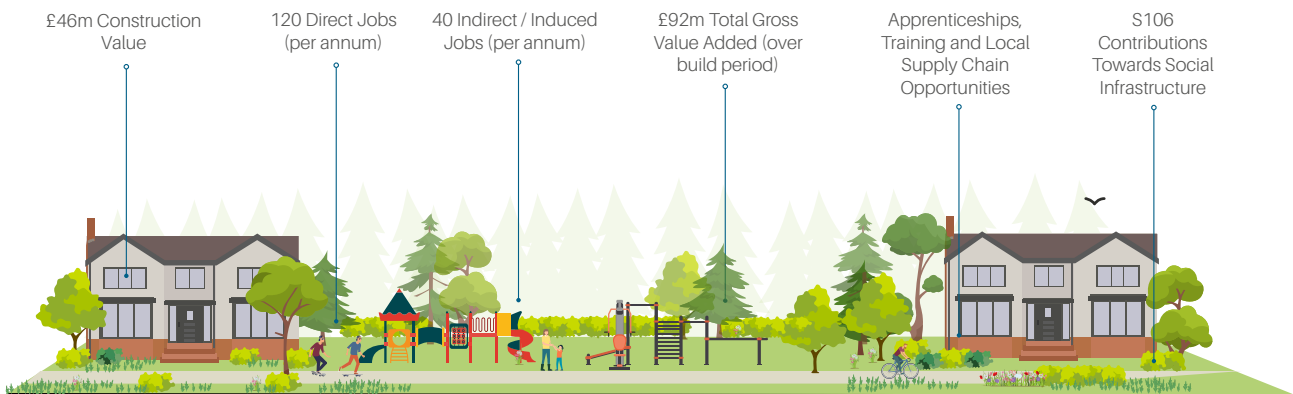 £46m Construction
Value
120 Direct Jobs
(per annum)
40 Indirect / Induced
Jobs (per annum)
£92m Total Gross
Value Added (over
build period)
Apprenticeships,
Training and Local
Supply Chain
Opportunities
S106
Contributions
Towards Social
Infrastructure